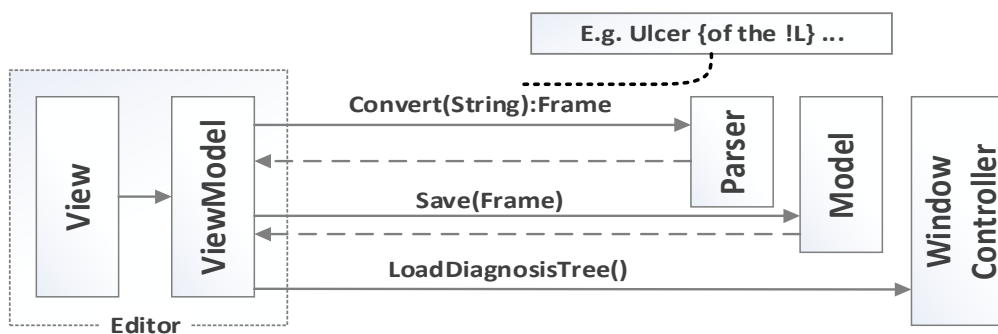 E.g. Ulcer {of the !L} ...
Convert(String):Frame
View
ViewModel
Parser
Model
Window
Controller
Save(Frame)
LoadDiagnosisTree()
Editor